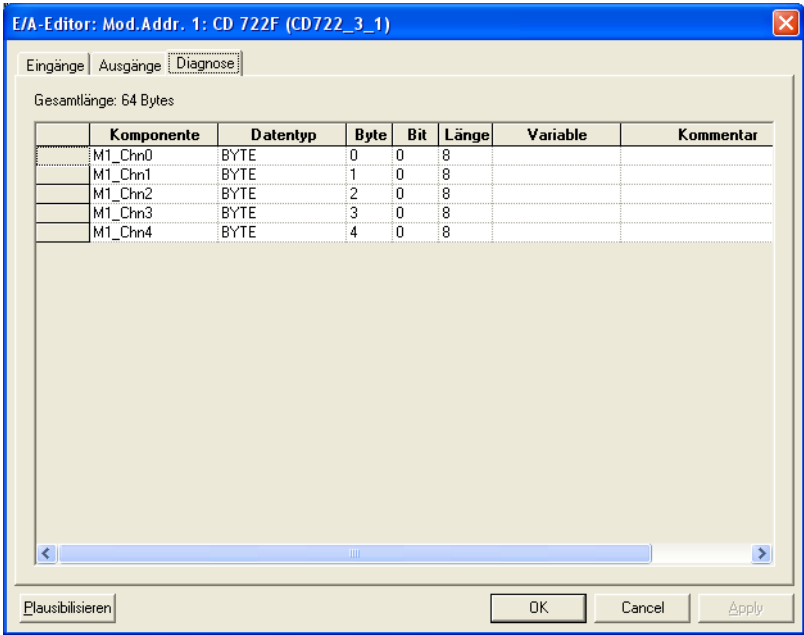 E/A-Editor: Mod.Addr. 1: CD 722F (CD722_3_1)
Eingänge Ausgänge Diagnose
Gesamtlänge: 64 Bytes
Komponente Datentyp Byte Bit Länge Variable Kommentar
M1_Chn0 BYTE 0 0 8
M1_Chn1 BYTE 1 0 8
M1_Chn2 BYTE 2 0 8
M1_Chn3 BYTE 3 0 8
M1_Chn4 BYTE 4 0 8
Plausibilisieren OK Cancel Apply